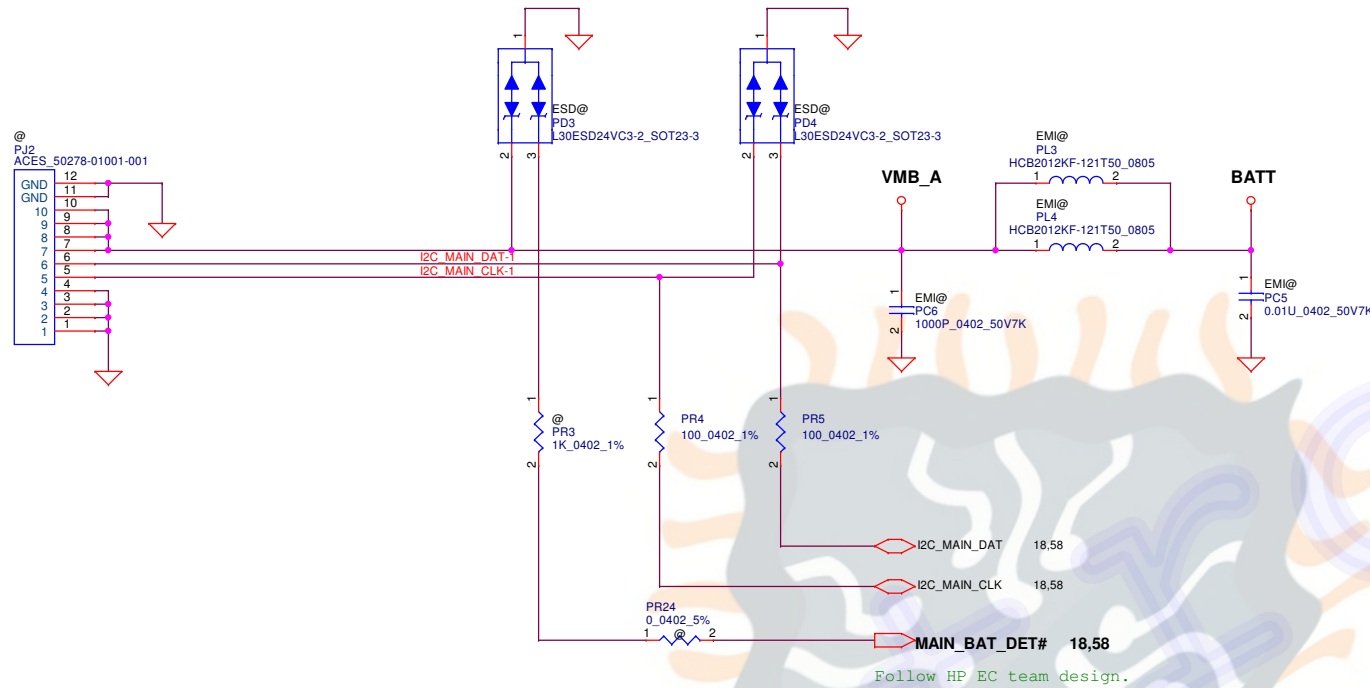 1
1
ESD@
PD3
L30ESD24VC3-2_SOT23-3
2
3
ESD@
PD4
L30ESD24VC3-2_SOT23-3
2
3
@
PJ2
ACES_50278-01001-001
GND 12
GND 11
10 10
9 9
8 8
7 7
6 6
5 5
4 4
3 3
2 2
1 1
I2C_MAIN_DAT-1
I2C_MAIN_CLK-1
VMB_A
EMI@
PL3
HCB2012KF-121T50_0805
1 2
EMI@
PL4
HCB2012KF-121T50_0805
1 2
BATT
1
EMI@
PC6
1000P_0402_50V7K
2
1
EMI@
PC5
0.01U_0402_50V7K
2
1
@
PR3
1K_0402_1%
2
1
PR4
100_0402_1%
2
1
PR5
100_0402_1%
2
I2C_MAIN_DAT 18,58
I2C_MAIN_CLK 18,58
PR24
0_0402_5%
1 @ 2
MAIN_BAT_DET# 18,58
Follow HP EC team design.